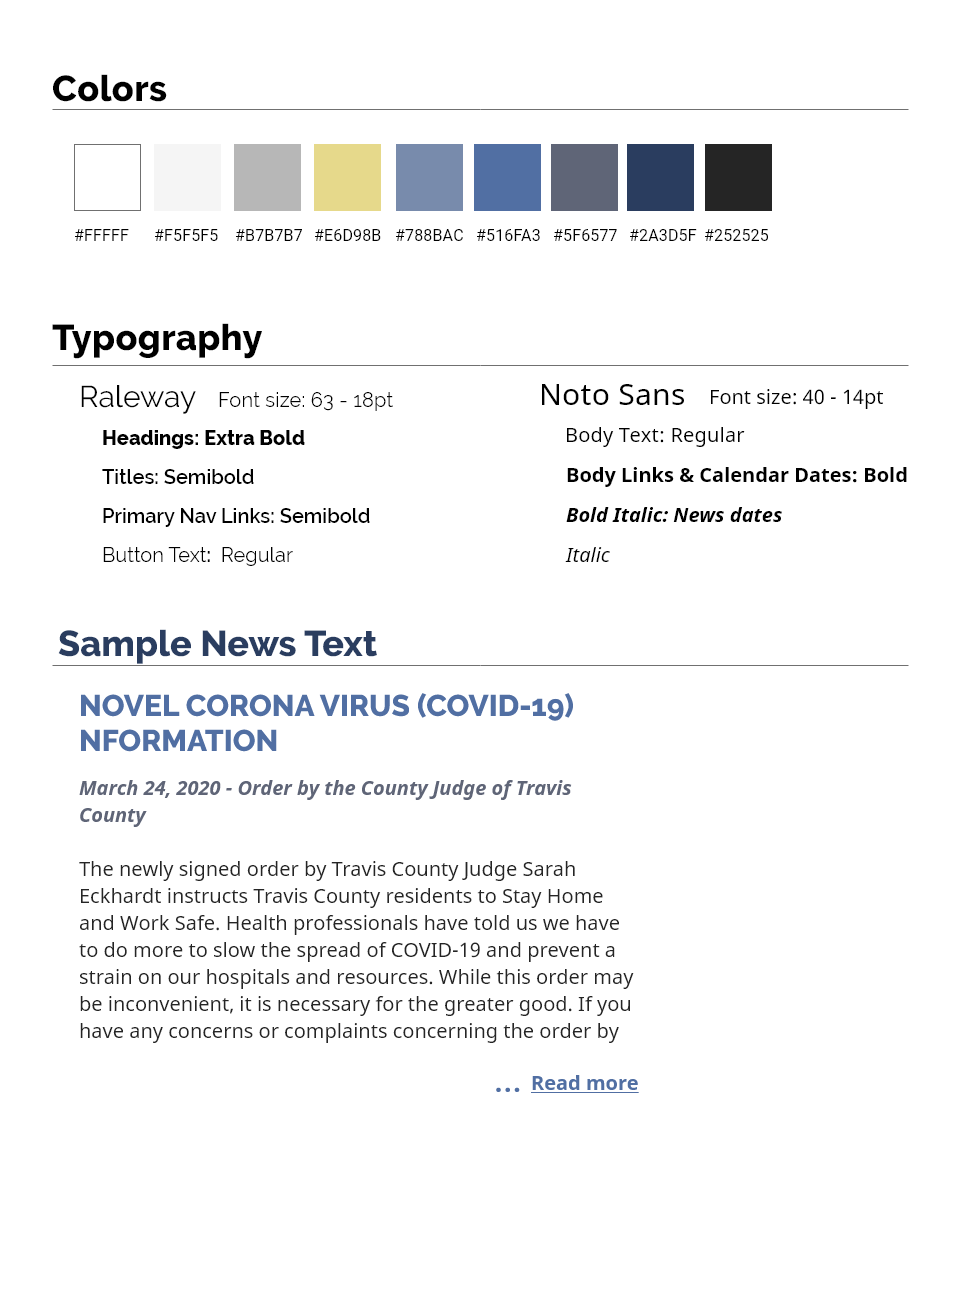 Colors
#FFFFF #F5F5F5 #B7B7B7 #E6D98B #788BAC #516FA3 #5F6577 #2A3D5F #252525
Typography
Raleway Font size: 63 - 18pt
Headings: Extra Bold
Titles: Semibold
Primary Nav Links: Semibold
Button Text: Regular
Noto Sans Font size: 40 - 14pt
Body Text: Regular
Body Links & Calendar Dates: Bold
Bold Italic: News dates
Italic
Sample News Text
NOVEL CORONA VIRUS (COVID-19)
NFORMATION
March 24, 2020 - Order by the County Judge of Travis
County
The newly signed order by Travis County Judge Sarah
Eckhardt instructs Travis County residents to Stay Home
and Work Safe. Health professionals have told us we have
to do more to slow the spread of COVID-19 and prevent a
strain on our hospitals and resources. While this order may
be inconvenient, it is necessary for the greater good. If you
have any concerns or complaints concerning the order by
... Read more